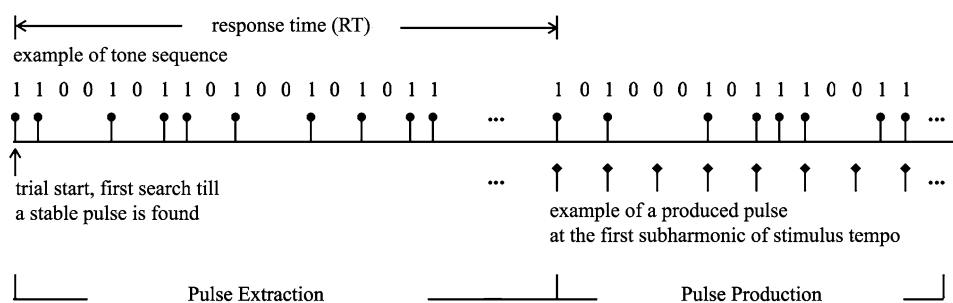 response time (RT)
example of tone sequence
1 1 0 0 1 0 1 1 0 1 0 0 1 0 1 0 1 1 1 0 1 0 0 0 1 0 1 1 1 0 0 1 1
... ...
trial start, first search till
a stable pulse is found
... ...
example of a produced pulse
at the first subharmonic of stimulus tempo
Pulse Extraction Pulse Production